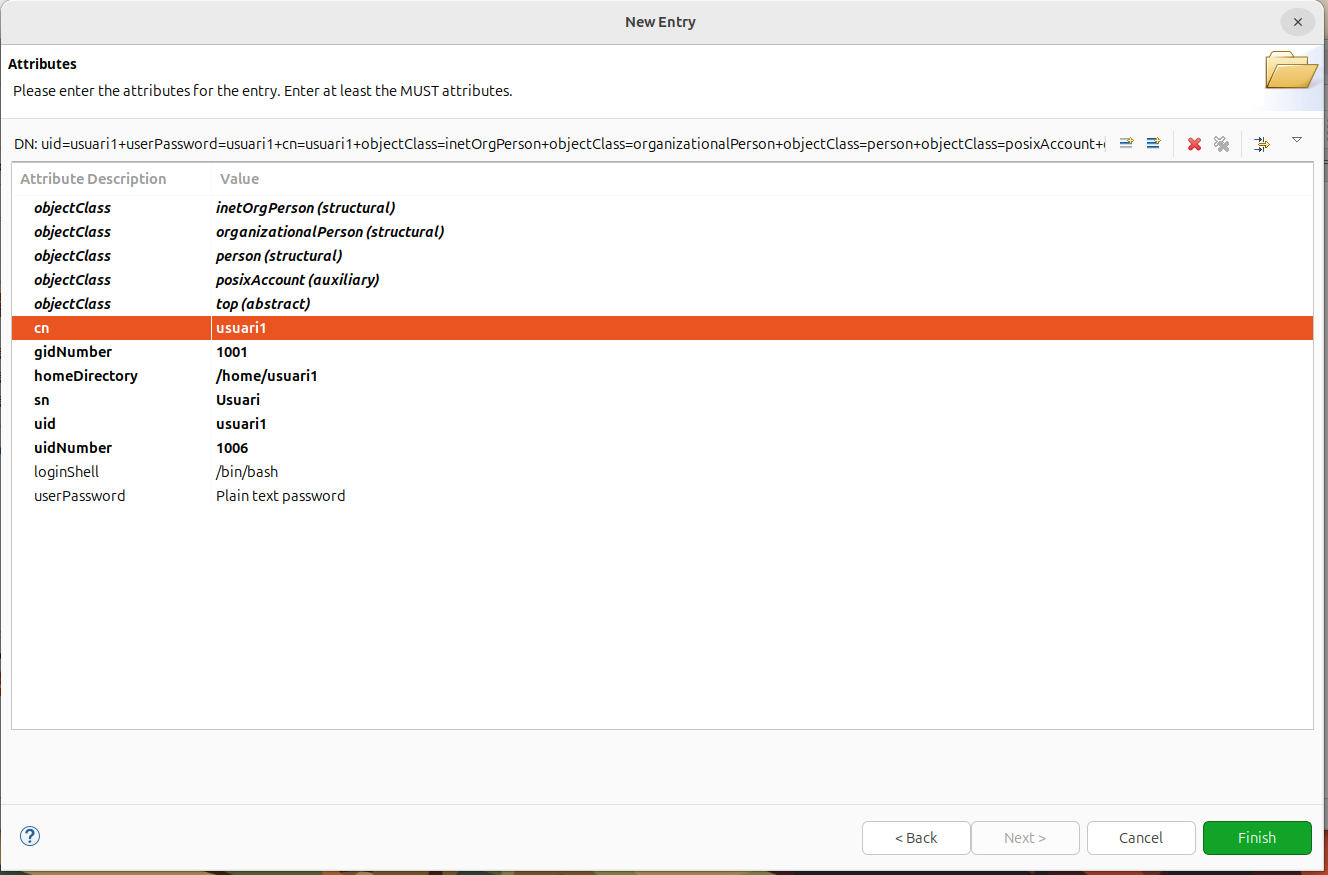 New Entry
Attributes
Please enter the attributes for the entry. Enter at least the MUST attributes.
DN: uid=usuari1+userPassword=usuari1+cn=usuari1+objectClass=inetOrgPerson+objectClass=organizationalPerson+objectClass=person+objectClass=posixAccount+
Attribute Description Value
objectClass inetOrgPerson (structural)
objectClass organizationalPerson (structural)
objectClass person (structural)
objectClass posixAccount (auxiliary)
objectClass top (abstract)
cn usuari1
gidNumber 1001
homeDirectory /home/usuari1
sn Usuari
uid usuari1
uidNumber 1006
loginShell /bin/bash
userPassword Plain text password
< Back Next > Cancel Finish